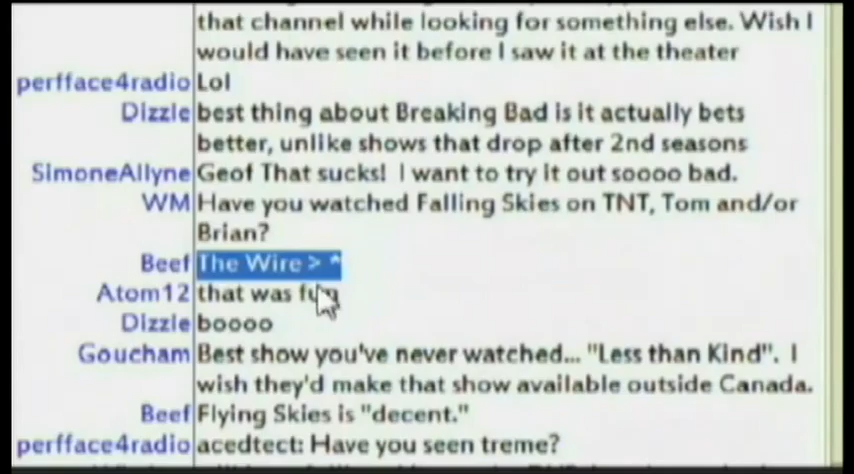 that channel while looking for something else. Wish I
would have seen it before I saw it at the theater
perfface4radio Lol
Dizzle best thing about Breaking Bad is it actually bets
better, unlike shows that drop after 2nd seasons
SimoneAllyne Geof That sucks! I want to try it out soooo bad.
WM Have you watched Falling Skies on TNT, Tom and/or
Brian?
Beef The Wire > *
Atom12 that was fun
Dizzle boooo
Goucham Best show you've never watched... "Less than Kind". I
wish they'd make that show available outside Canada.
Beef Flying Skies is "decent."
perfface4radio acedtect: Have you seen treme?